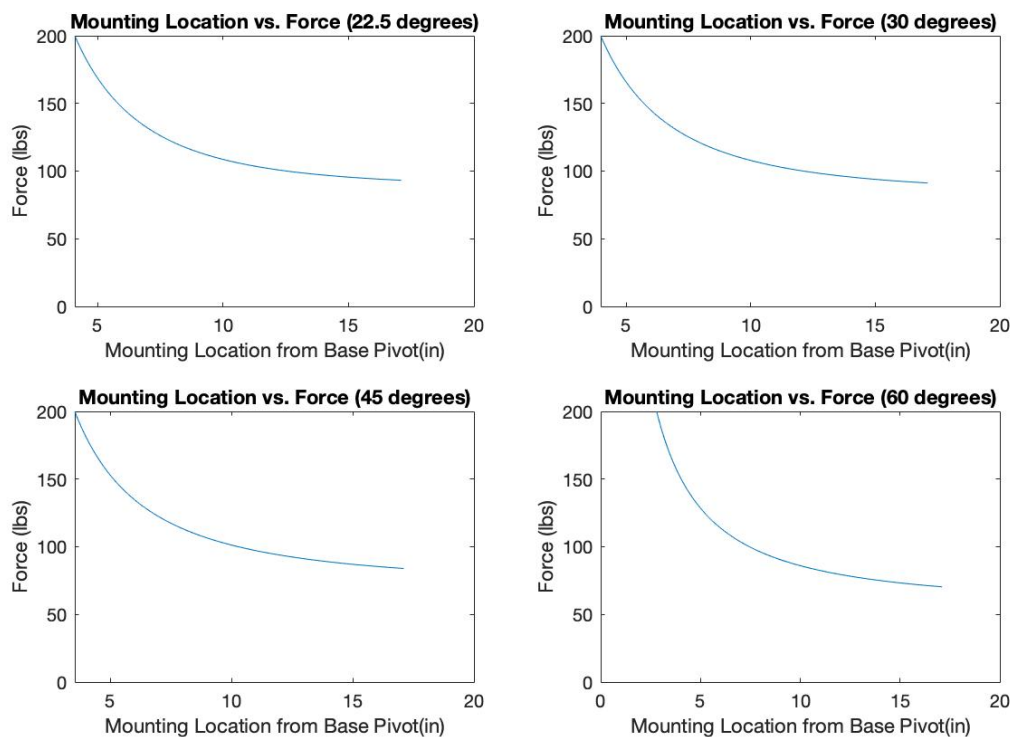 Mounting Location vs. Force (22.5 degrees)
200
150
100
50
0
Force (lbs)
5 10 15 20
Mounting Location from Base Pivot(in)
Mounting Location vs. Force (30 degrees)
200
150
100
50
0
Force (lbs)
5 10 15 20
Mounting Location from Base Pivot(in)
Mounting Location vs. Force (45 degrees)
200
150
100
50
0
Force (lbs)
5 10 15 20
Mounting Location from Base Pivot(in)
Mounting Location vs. Force (60 degrees)
200
150
100
50
0
Force (lbs)
0 5 10 15 20
Mounting Location from Base Pivot(in)